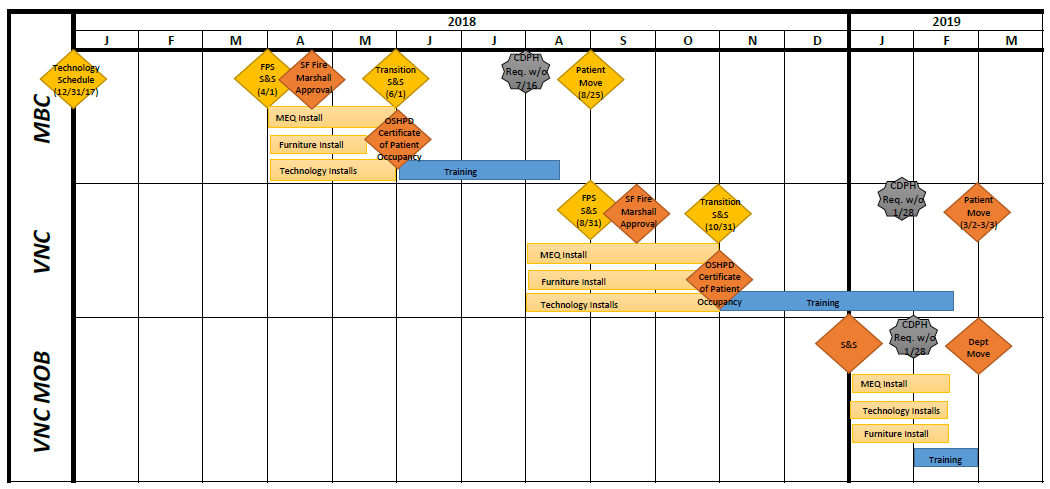 2018
2019
J F M A M J J A S O N D J F M
MBC
Technology
Schedule
(12/31/17)
FPS
S&S
(4/1)
SF Fire
Marshall
Approval
Transition
S&S
(6/1)
CDPH
Req. w/o
7/16
Patient
Move
(8/25)
MEQ Install
OSHPD
Certificate
of Patient
Occupancy
Furniture Install
Technology Installs
Training
VNC
FPS
S&S
(8/31)
SF Fire
Marshall
Approval
Transition
S&S
(10/31)
CDPH
Req. w/o
1/28
Patient
Move
(3/2-3/3)
MEQ Install
OSHPD
Certificate
of Patient
Occupancy
Furniture Install
Technology Installs
Training
VNC MOB
S&S
CDPH
Req. w/o
1/28
Dept
Move
MEQ Install
Technology Installs
Furniture Install
Training